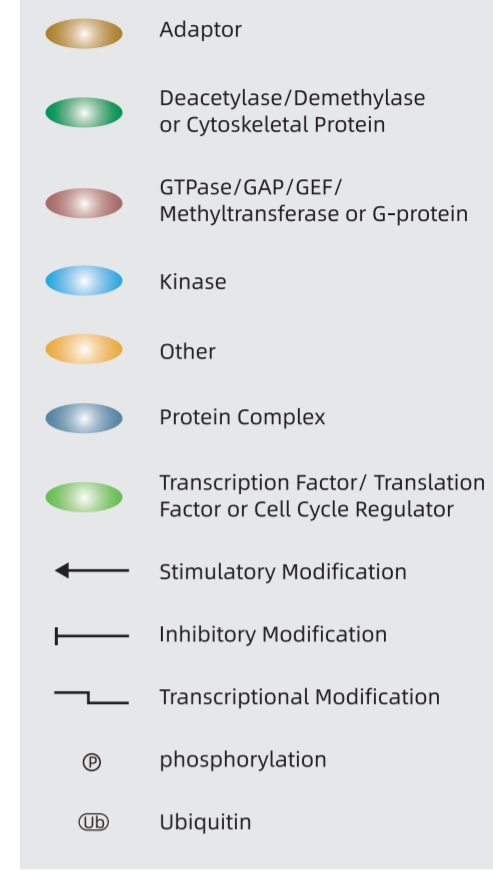 Adaptor
Deacetylase/Demethylase
or Cytoskeletal Protein
GTPase/GAP/GEF/
Methyltransferase or G-protein
Kinase
Other
Protein Complex
Transcription Factor/ Translation
Factor or Cell Cycle Regulator
Stimulatory Modification
Inhibitory Modification
Transcriptional Modification
P phosphorylation
Ub Ubiquitin